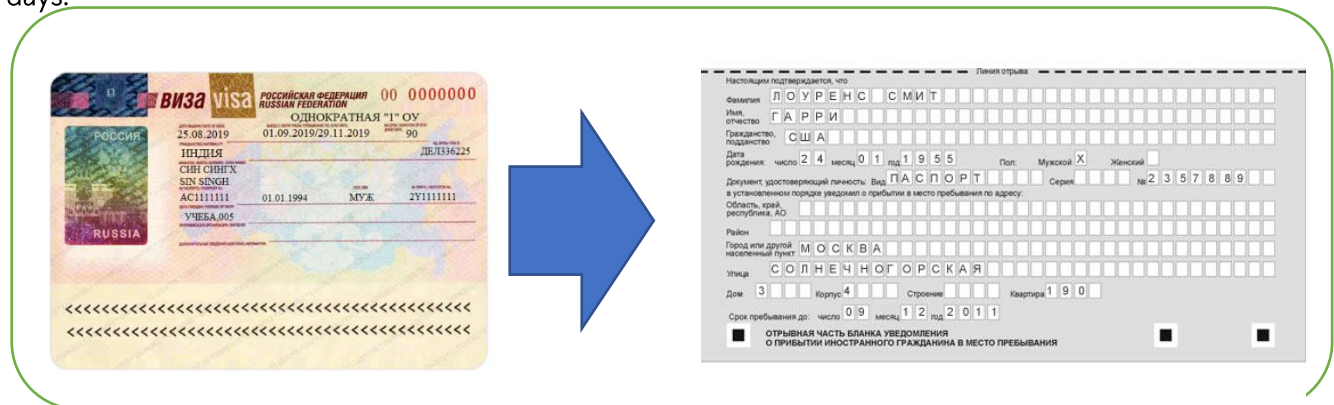 days.
ВИЗА visa РОССИЙСКАЯ ФЕДЕРАЦИЯ
RUSSIAN FEDERATION
00 0000000
ОДНОКРАТНАЯ "1" ОУ
РОССИЯ
25.08.2019 01.09.2019/29.11.2019 90
ИНДИЯ ДЕЛ336225
СИН СИНГХ
SIN SINGH
АС1111111 01.01.1994 МУЖ 2Y1111111
УЧЕБА,005
RUSSIA
<<<<<<<<<<<<<<<<<<<<<<<<<<<<<<<<<<<<<<<<<<<<
<<<<<<<<<<<<<<<<<<<<<<<<<<<<<<<<<<<<<<<<<<<<
Линия отрыва
Настоящим подтверждается, что
Фамилия ЛОУРЕНС СМИТ
Имя,
отчество ГАРРИ
Гражданство,
подданство США
Дата
рождения: число 24 месяц 01 год 1955 Пол: Мужской X Женский
Документ, удостоверяющий личность: Вид ПАСПОРТ Серия № 2357889
в установленном порядке уведомил о прибытии в место пребывания по адресу:
Область, край,
республика, АО
Район
Город или другой
населенный пункт МОСКВА
Улица СОЛНЕЧНОГОРСКАЯ
Дом 3 Корпус 4 Строение Квартира 190
Срок пребывания до: число 09 месяц 12 год 2011
ОТРЫВНАЯ ЧАСТЬ БЛАНКА УВЕДОМЛЕНИЯ
О ПРИБЫТИИ ИНОСТРАННОГО ГРАЖДАНИНА В МЕСТО ПРЕБЫВАНИЯ